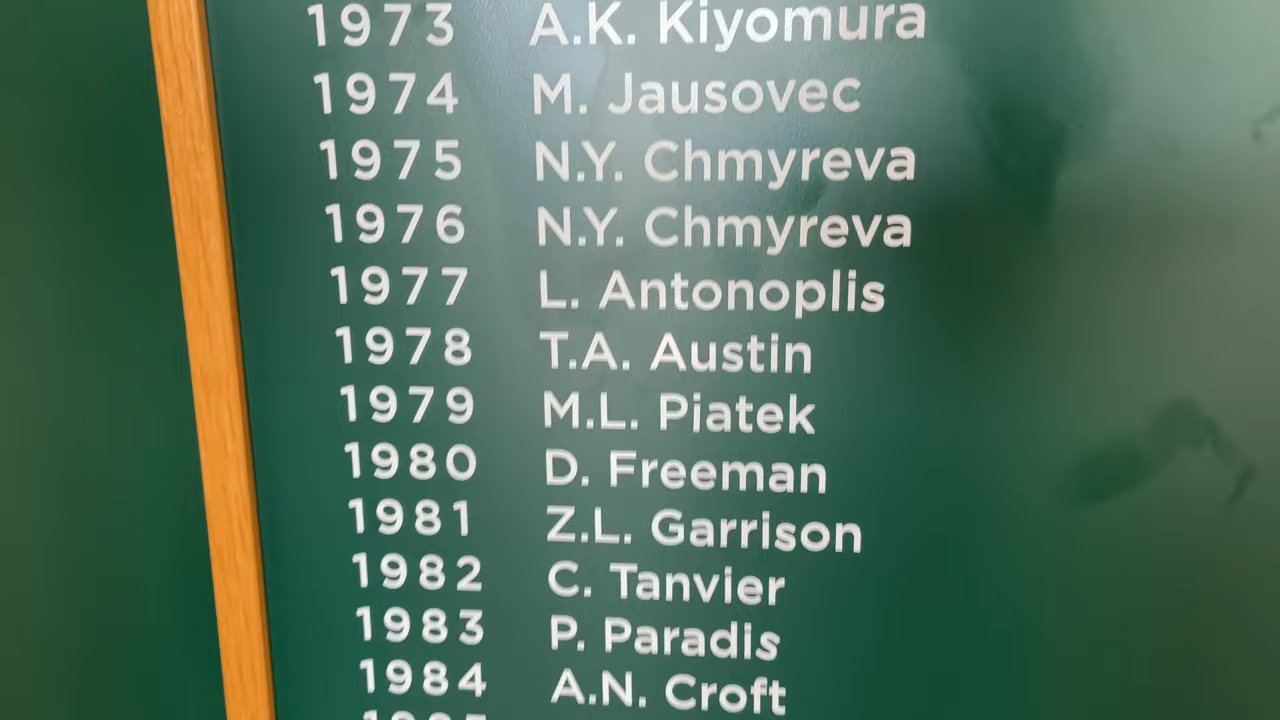 1973 A.K. Kiyomura
1974 M. Jausovec
1975 N.Y. Chmyreva
1976 N.Y. Chmyreva
1977 L. Antonoplis
1978 T.A. Austin
1979 M.L. Piatek
1980 D. Freeman
1981 Z.L. Garrison
1982 C. Tanvier
1983 P. Paradis
1984 A.N. Croft